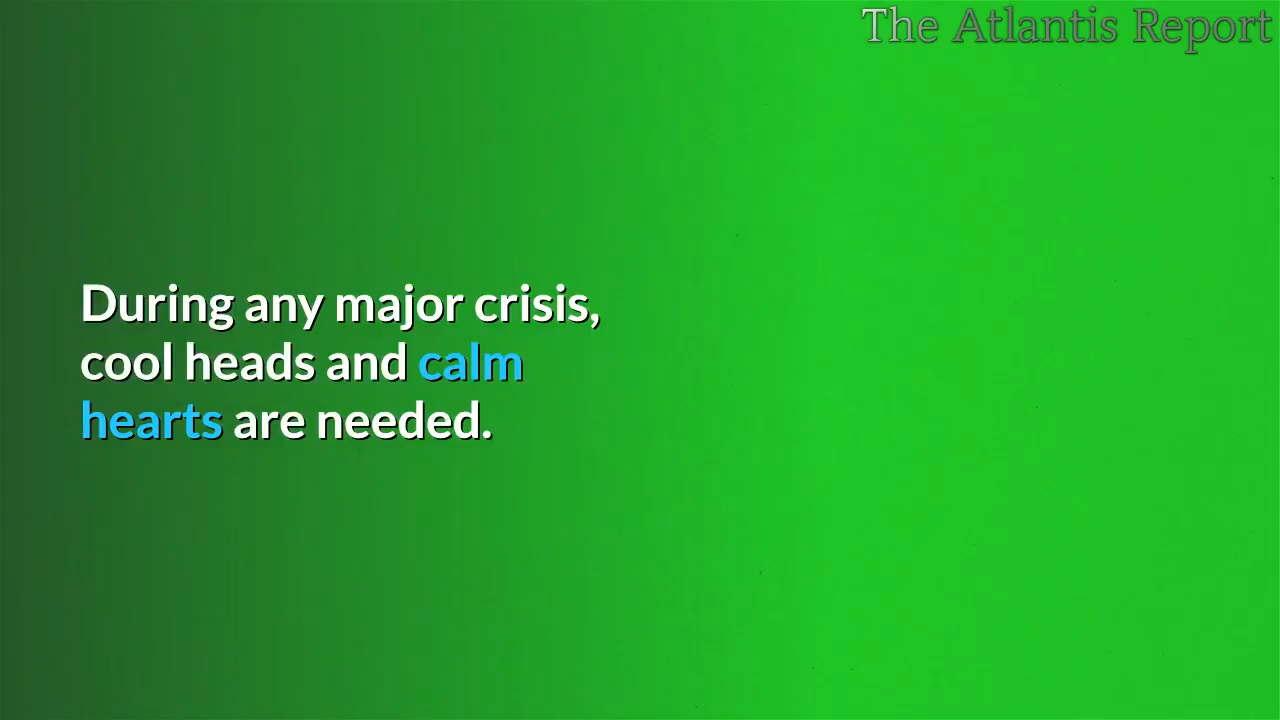 The Atlantis Report
During any major crisis,
cool heads and calm
hearts are needed.